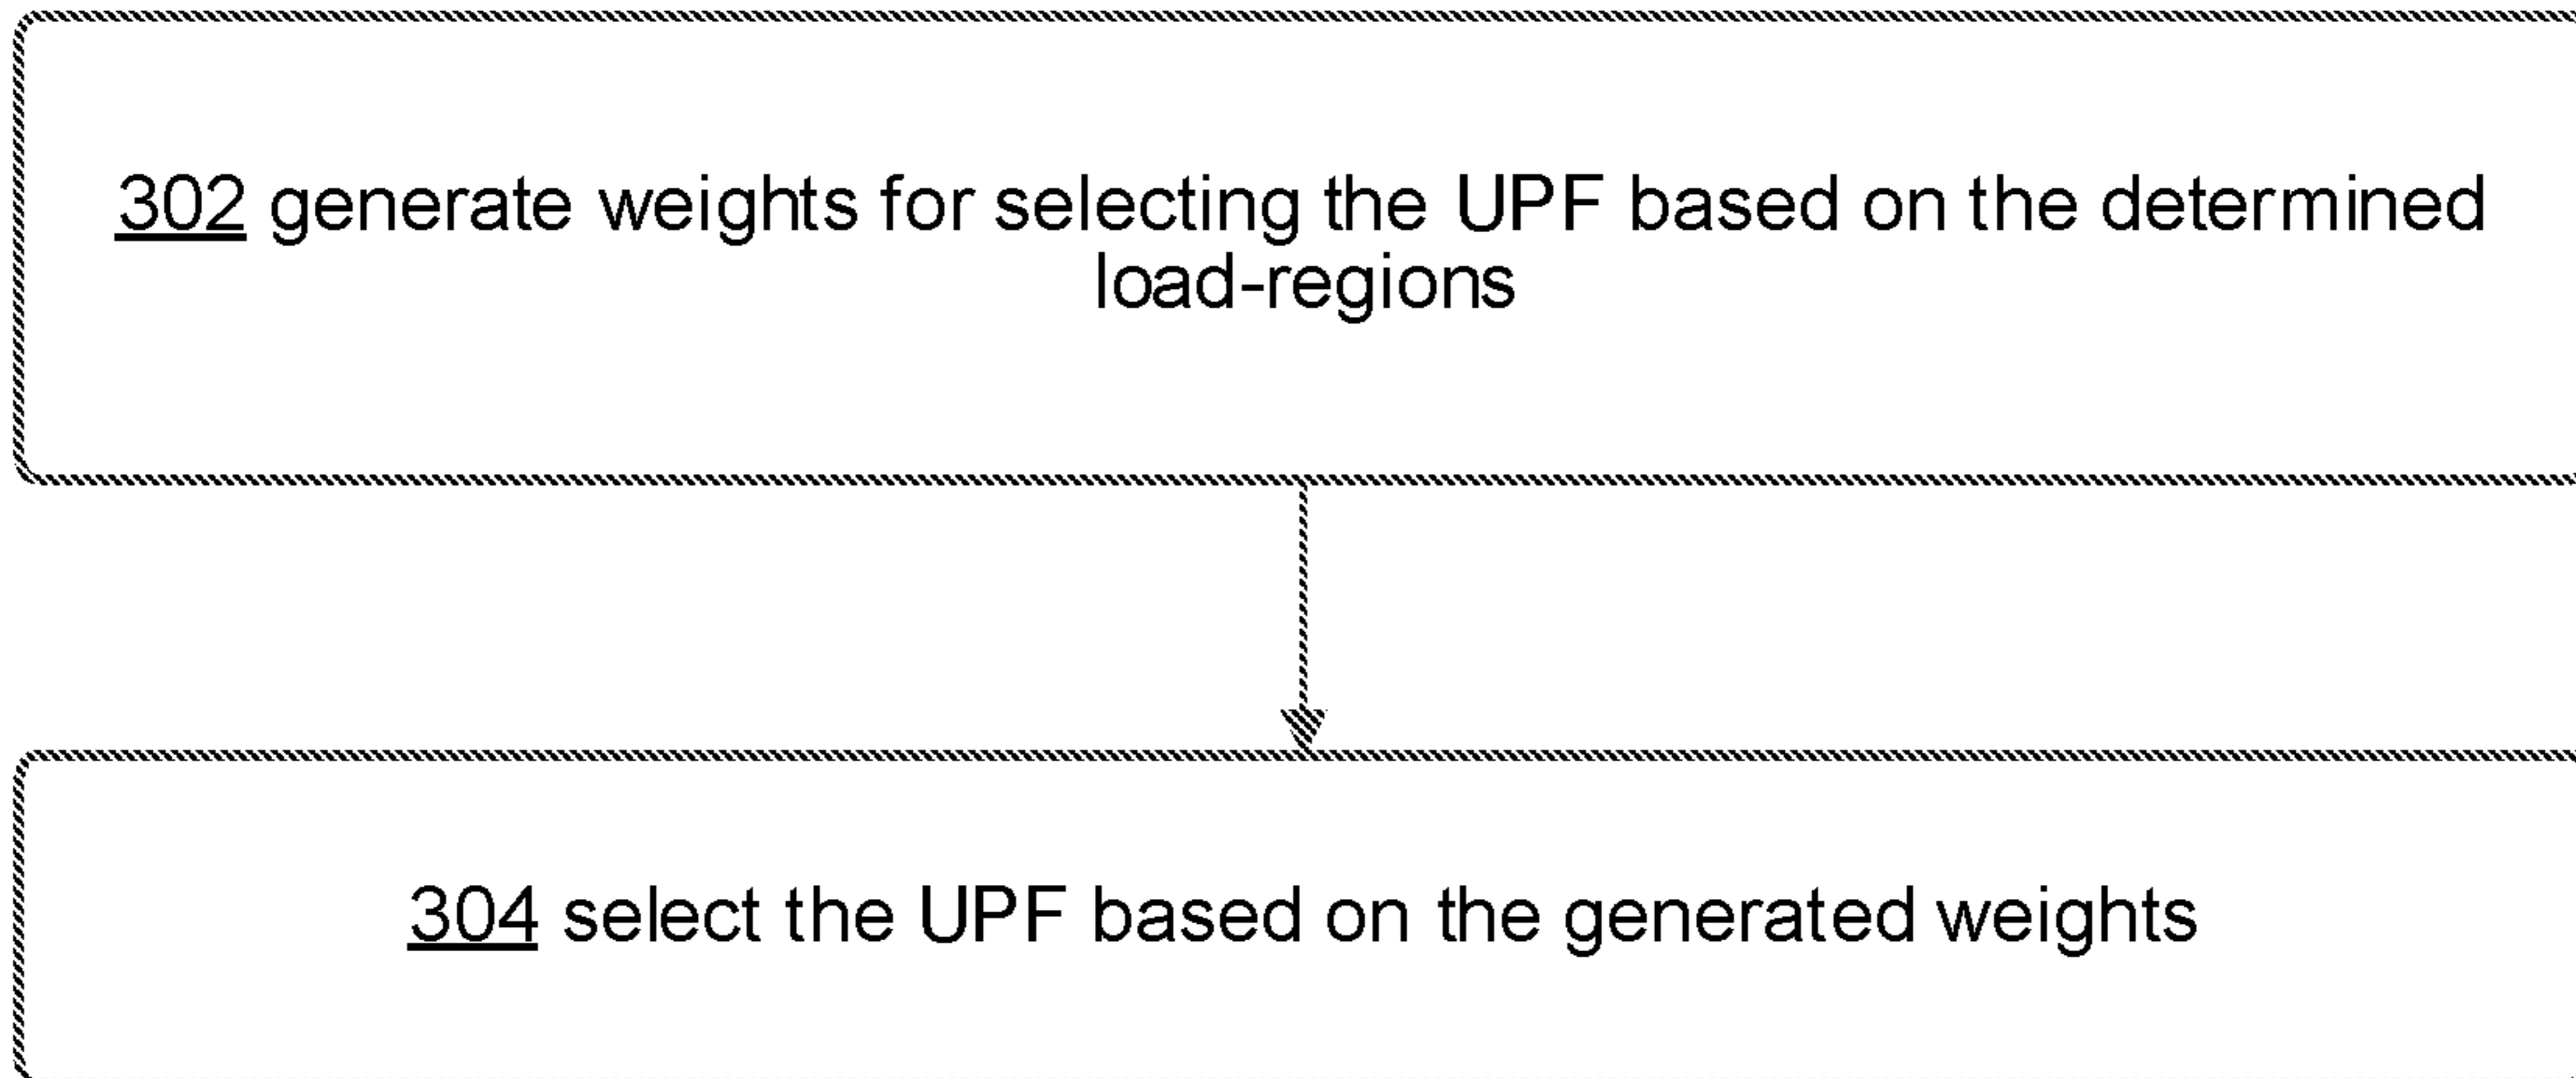 302 generate weights for selecting the UPF based on the determined
load-regions
304 select the UPF based on the generated weights